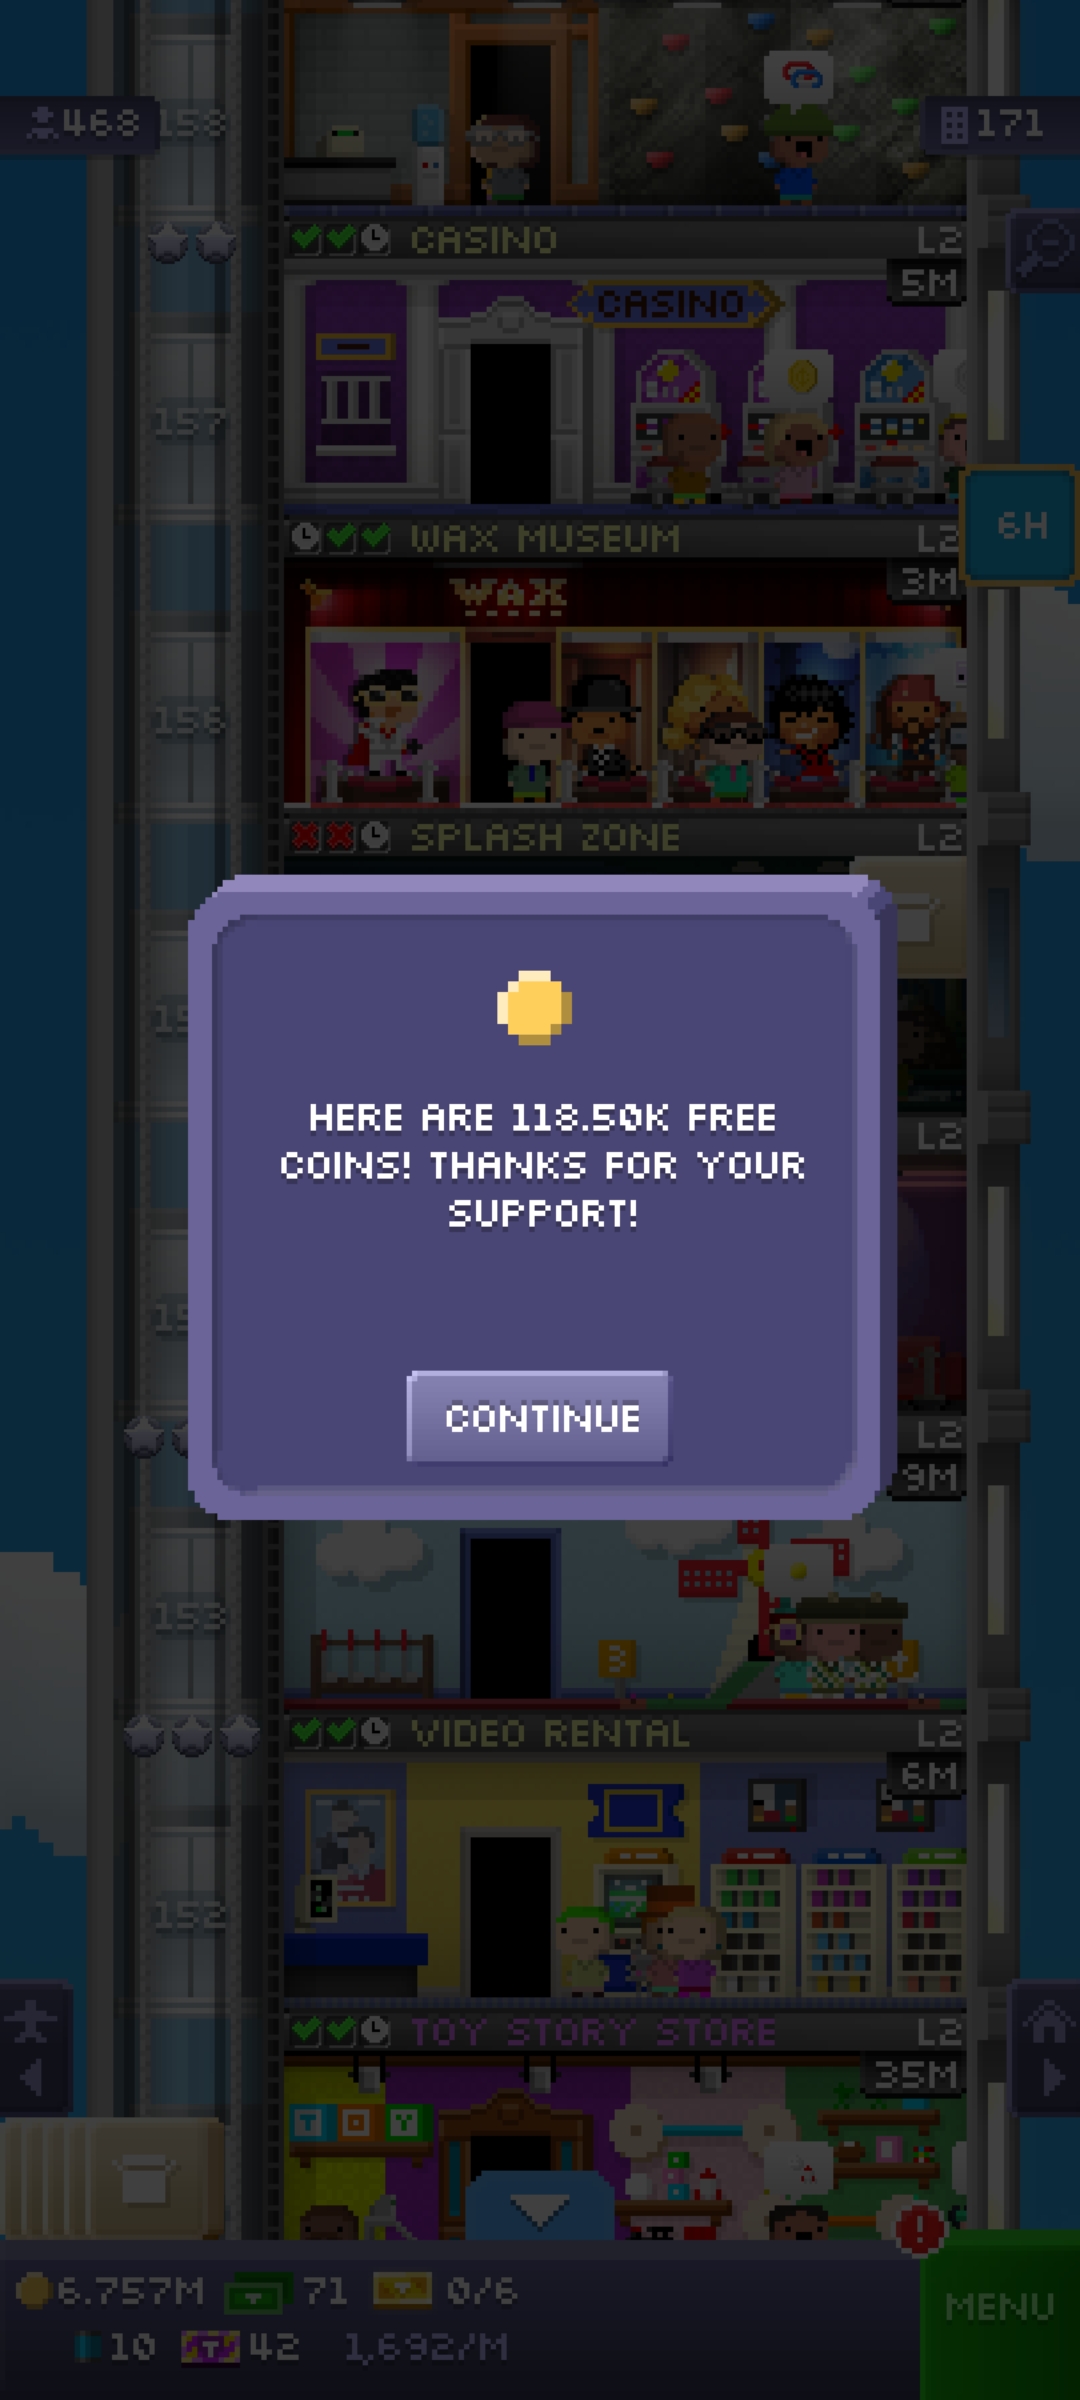 468
158
171
CASINO
L2
5M
CASINO
157
6H
WAX MUSEUM
L2
3M
WAX
156
SPLASH ZONE
L2
L2
HERE ARE 118.50K FREE
COINS! THANKS FOR YOUR
SUPPORT!
CONTINUE
L2
9M
153
3
VIDEO RENTAL
L2
6M
152
TOY STORY STORE
L2
35M
TOY
6.757M
71
0/6
MENU
10
T
42
1,692/M